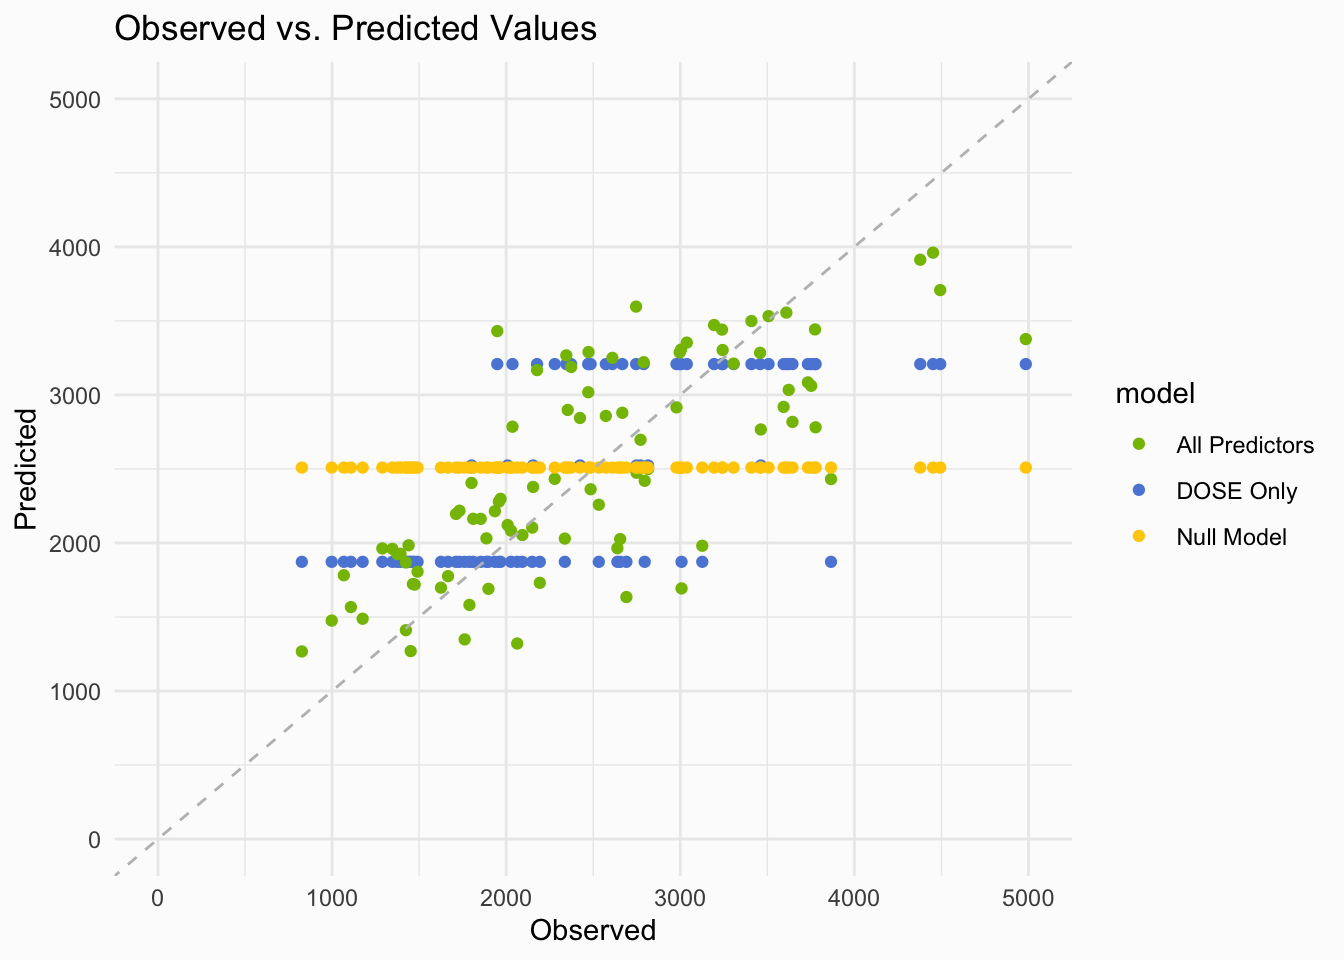 Observed vs. Predicted Values
5000
4000
3000
2000
1000
0
Predicted
0 1000 2000 3000 4000 5000
Observed
model
All Predictors
DOSE Only
Null Model